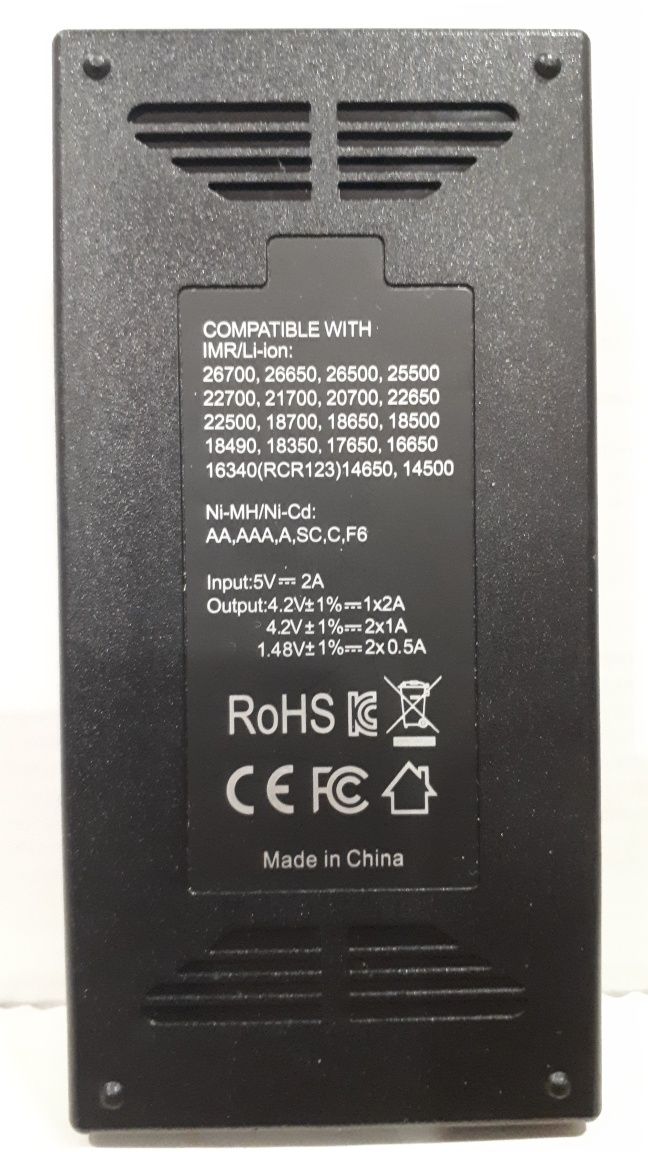 COMPATIBLE WITH
IMR/Li-ion:
26700, 26650, 26500, 25500
22700, 21700, 20700, 22650
22500, 18700, 18650, 18500
18490, 18350, 17650, 16650
16340(RCR123)14650, 14500
Ni-MH/Ni-Cd:
AA,AAA,A,SC,C,F6
Input:5V⎓ 2A
Output:4.2V±1%⎓1x2A
4.2V±1%⎓2x1A
1.48V±1%⎓2x0.5A
RoHS KC
CE FC
Made in China